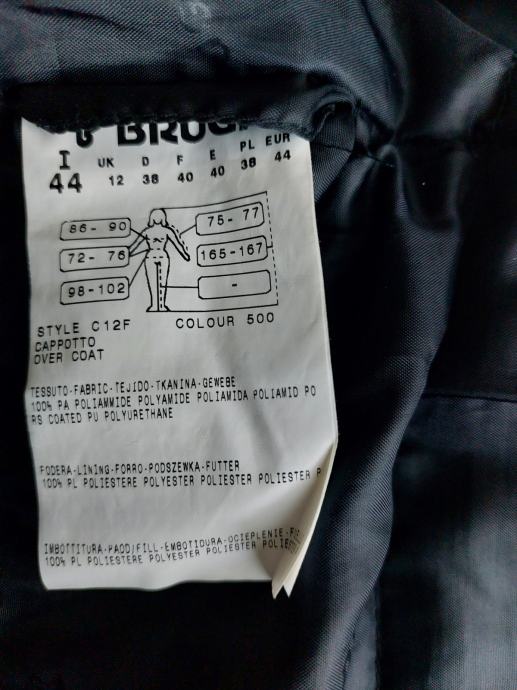 I UK D F E PL EUR
44 12 38 40 40 38 44
86- 90 75- 77
72- 76 165-167
98-102 -
STYLE C12F COLOUR 500
CAPPOTTO
OVER COAT
TESSUTO-FABRIC-TEJIDO-TKANINA-GEWEBE
100% PA POLIAMMIDE POLYAMIDE POLIAMIDA POLIAMID PO
RS COATED PU POLYURETHANE
FODERA-LINING-FORRO-PODSZEWKA-FUTTER
100% PL POLIESTERE POLYESTER POLIESTER POLIESTER P
IMBOTTITURA-PADD/FILL-EMBOTIDURA-OCIEPLENIE-
100% PL POLIESTERE POLYESTER POLIESTER